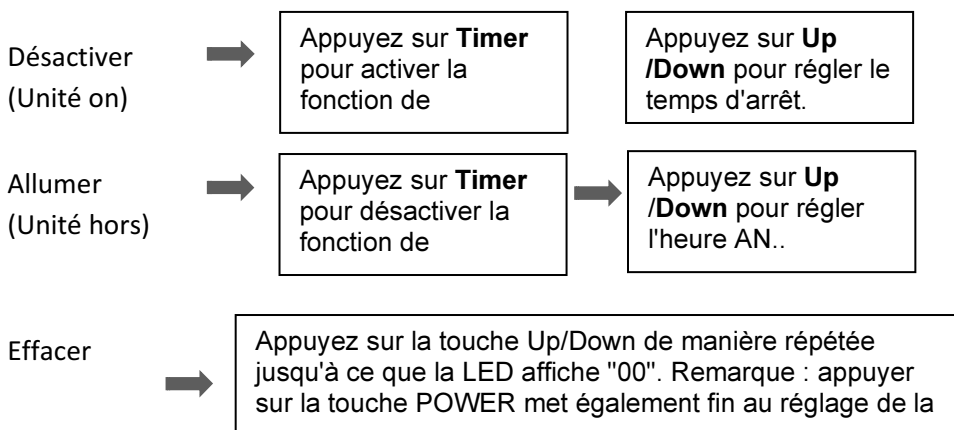 Désactiver
(Unité on)
Appuyez sur Timer
pour activer la
fonction de
Appuyez sur Up
/Down pour régler le
temps d'arrêt.
Allumer
(Unité hors)
Appuyez sur Timer
pour désactiver la
fonction de
Appuyez sur Up
/Down pour régler
l'heure AN..
Effacer
Appuyez sur la touche Up/Down de manière répétée
jusqu'à ce que la LED affiche "00". Remarque : appuyer
sur la touche POWER met également fin au réglage de la